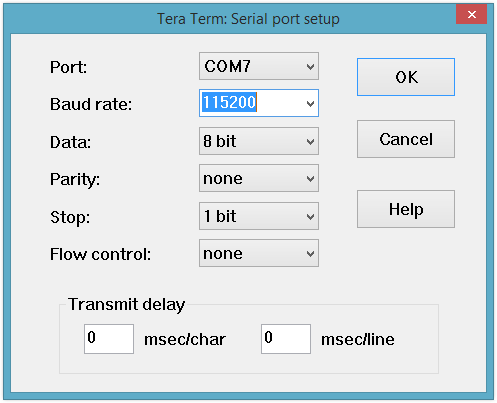 Tera Term: Serial port setup
Port: COM7 OK
Baud rate: 115200
Data: 8 bit Cancel
Parity: none
Stop: 1 bit Help
Flow control: none
Transmit delay
0 msec/char 0 msec/line